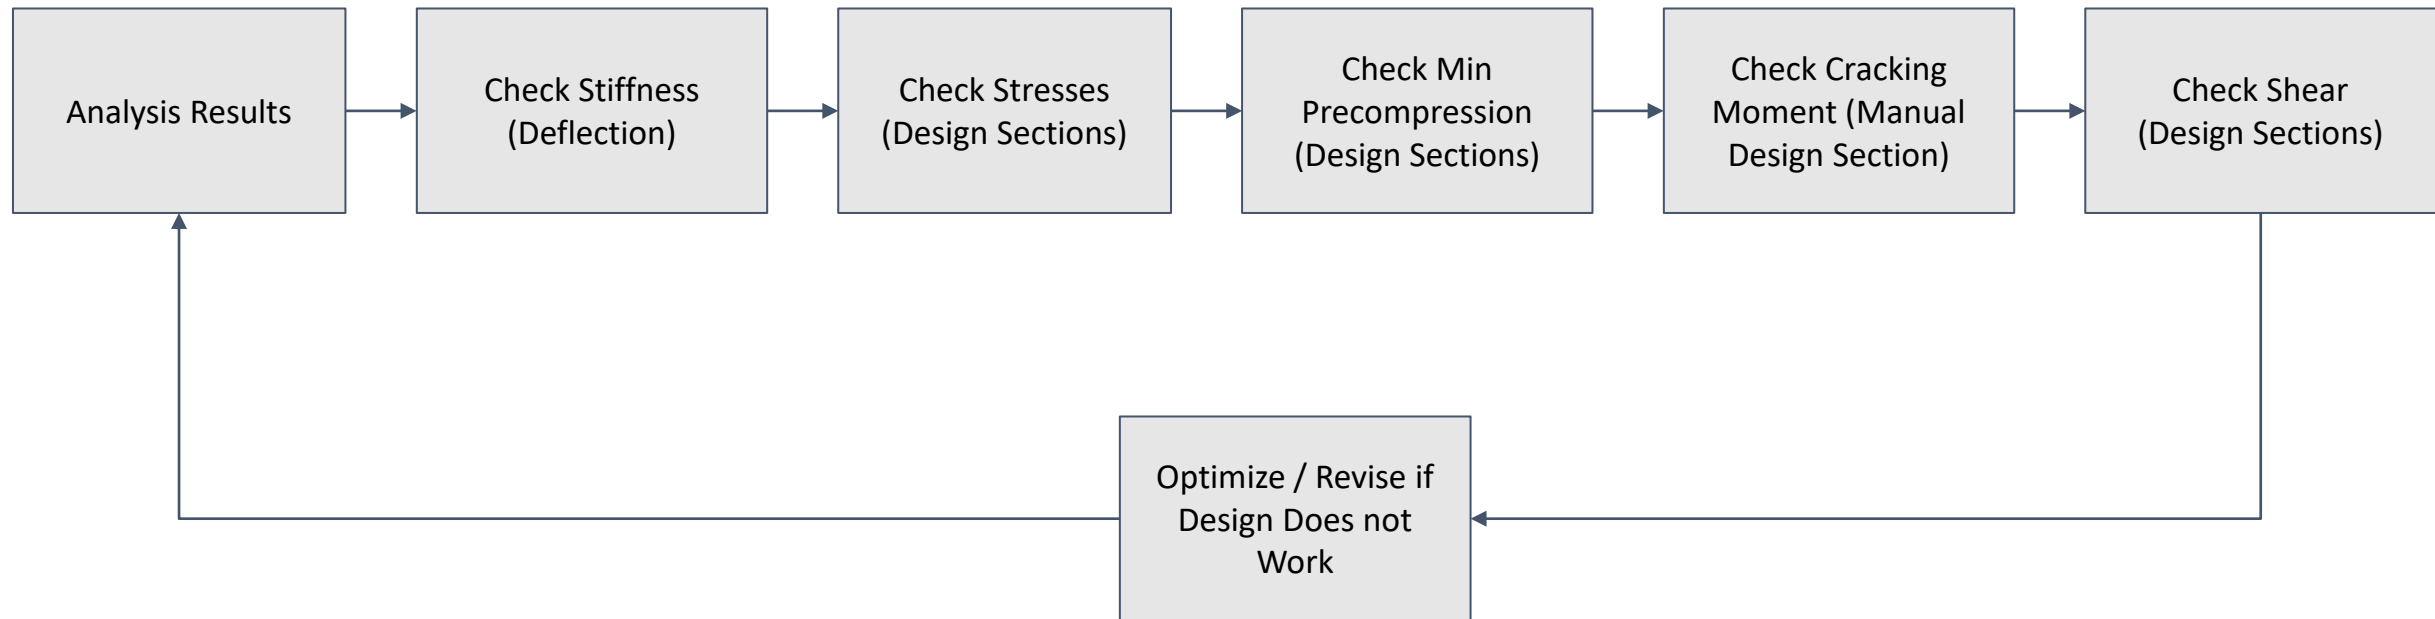 Analysis Results
Check Stiffness
(Deflection)
Check Stresses
(Design Sections)
Check Min
Precompression
(Design Sections)
Check Cracking
Moment (Manual
Design Section)
Check Shear
(Design Sections)
Optimize / Revise if
Design Does not
Work